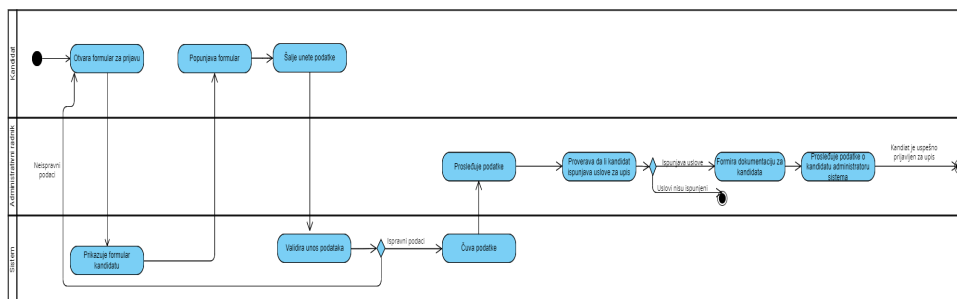 Kandidat
Otvara formular za prijavu
Popunjava formular
Šalje unete podatke
Administrativni radnik
Neispravni
podaci
Prosleđuje podatke
Proverava da li kandidat
ispunjava uslove za upis
Ispunjava uslove
Uslovi nisu ispunjeni
Formira dokumentaciju za
kandidata
Prosleđuje podatke o
kandidatu administratoru
sistema
Kandiat je uspešno
prijavljen za upis
Sistem
Prikazuje formular
kandidatu
Validira unos podataka
Ispravni podaci
Čuva podatke